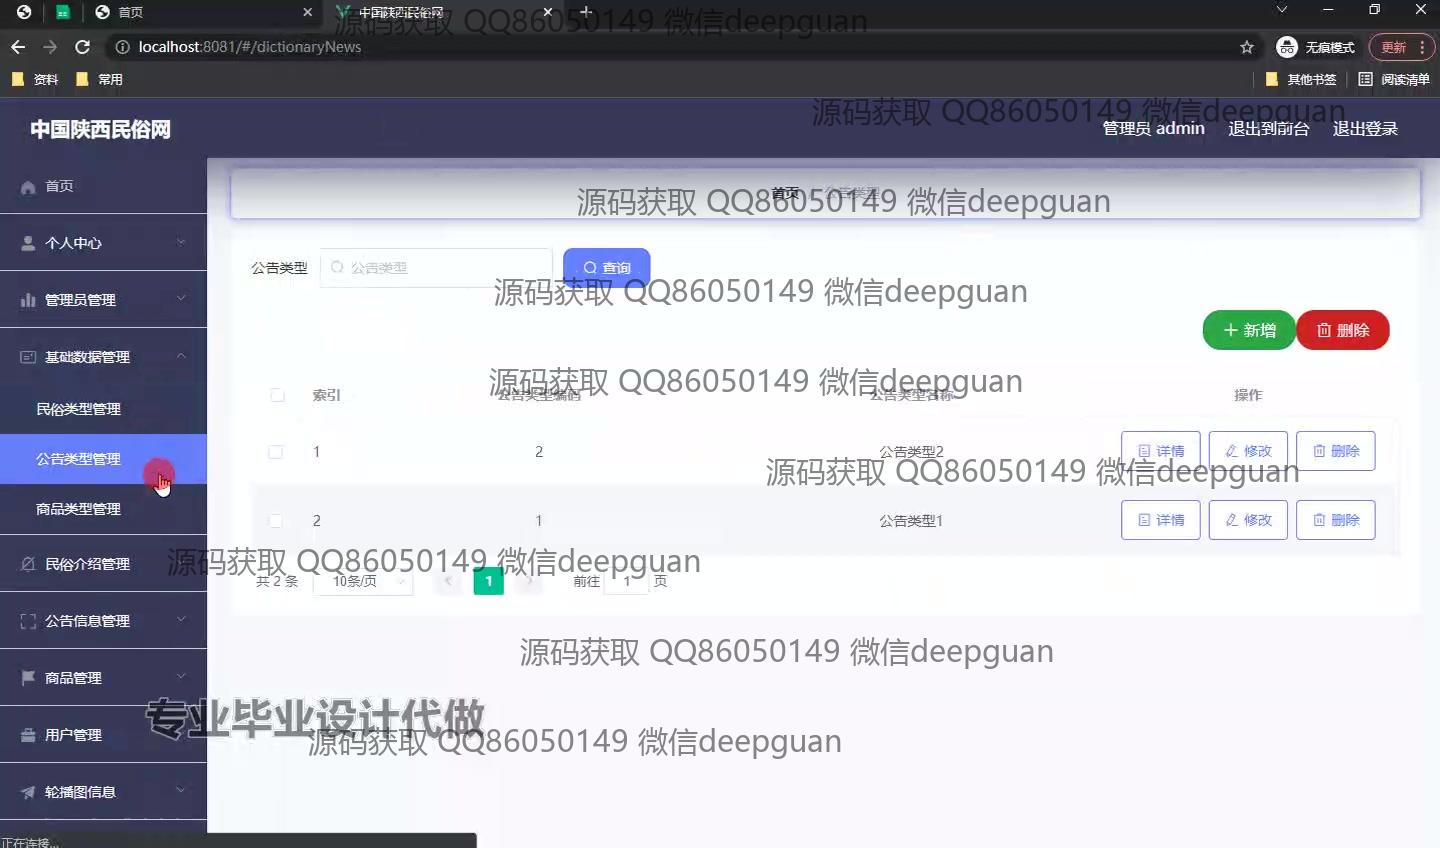 首页
中国陕西民俗网
源码获取 QQ86050149 微信deepguan
localhost:8081/#/dictionaryNews
无痕模式
更新
资料
常用
其他书签
阅读清单
源码获取 QQ86050149 微信deepguan
中国陕西民俗网
管理员 admin
退出到前台
退出登录
首页
个人中心
管理员管理
基础数据管理
民俗类型管理
公告类型管理
商品类型管理
民俗介绍管理
公告信息管理
商品管理
用户管理
轮播图信息
首页 / 公告类型
源码获取 QQ86050149 微信deepguan
公告类型
公告类型
查询
源码获取 QQ86050149 微信deepguan
新增
删除
源码获取 QQ86050149 微信deepguan
索引
公告类型编码
公告类型名称
操作
1
2
公告类型2
详情
修改
删除
源码获取 QQ86050149 微信deepguan
2
1
公告类型1
详情
修改
删除
源码获取 QQ86050149 微信deepguan
共 2 条
10条/页
1
前往
1
页
源码获取 QQ86050149 微信deepguan
专业毕业设计代做
源码获取 QQ86050149 微信deepguan
正在连接...